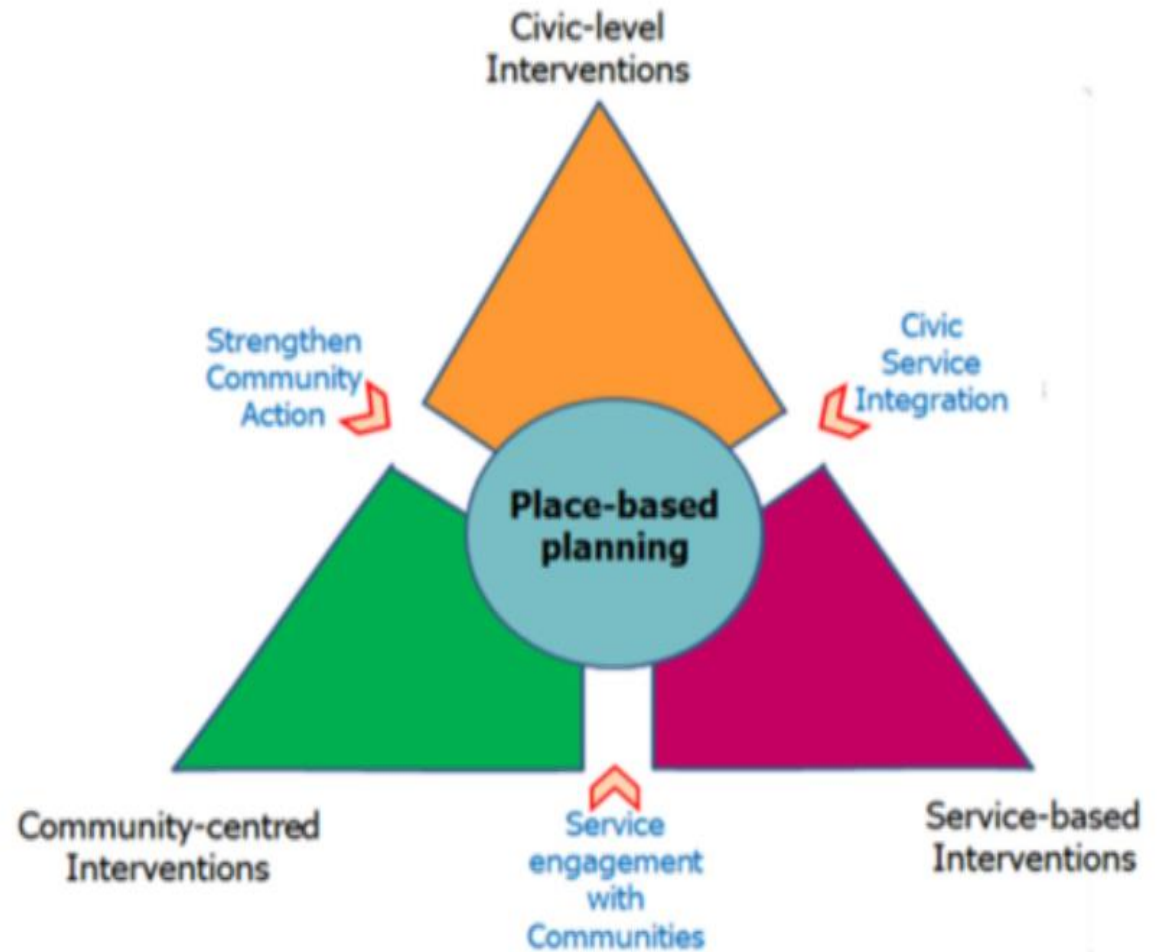 Civic-level
Interventions
Strengthen
Community
Action
Civic
Service
Integration
Place-based
planning
Community-centred
Interventions
Service
engagement
with
Communities
Service-based
Interventions